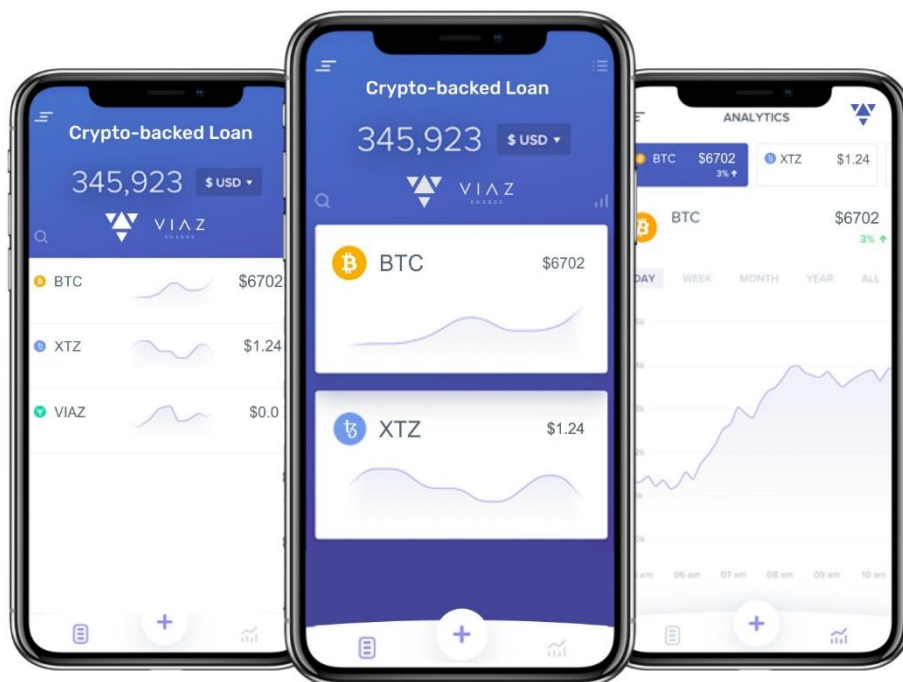 Crypto-backed Loan
345,923 $ USD
VIAZ
BTC $6702
XTZ $1.24
VIAZ $0.0
Crypto-backed Loan
345,923 $ USD
VIAZ
BTC $6702
XTZ $1.24
ANALYTICS
BTC $6702 XTZ $1.24
3%
BTC $6702
3%
DAY WEEK MONTH YEAR ALL
06 am 07 am 08 am 09 am 10 am